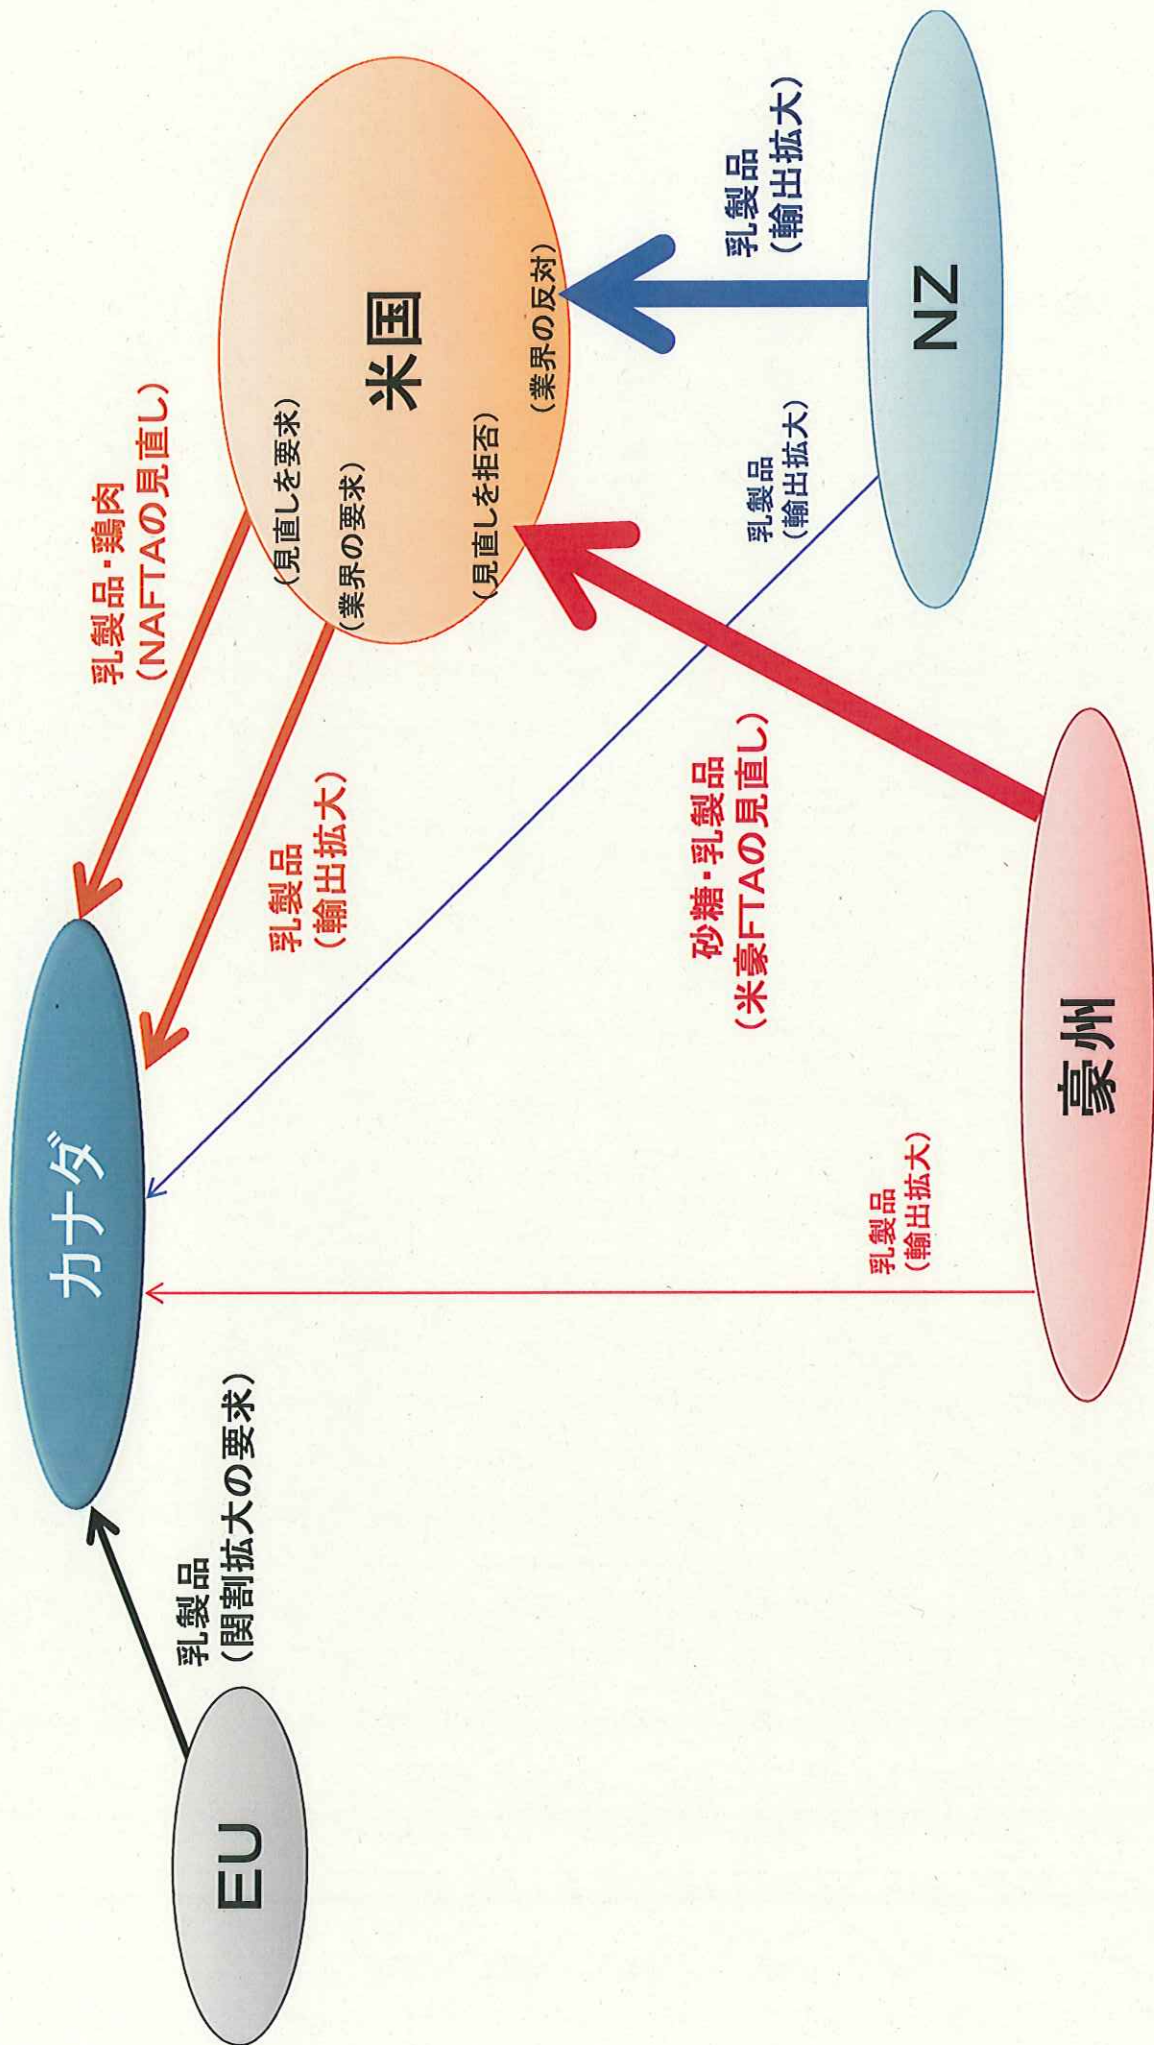 カナダ
EU
乳製品
（関割拡大の要求）
乳製品・鶏肉
（NAFTAの見直し）
乳製品
（輸出拡大）
米国
（見直しを要求）
（業界の要求）
（見直しを拒否）
（業界の反対）
砂糖・乳製品
（米豪FTAの見直し）
乳製品
（輸出拡大）
乳製品
（輸出拡大）
乳製品
（輸出拡大）
豪州
NZ